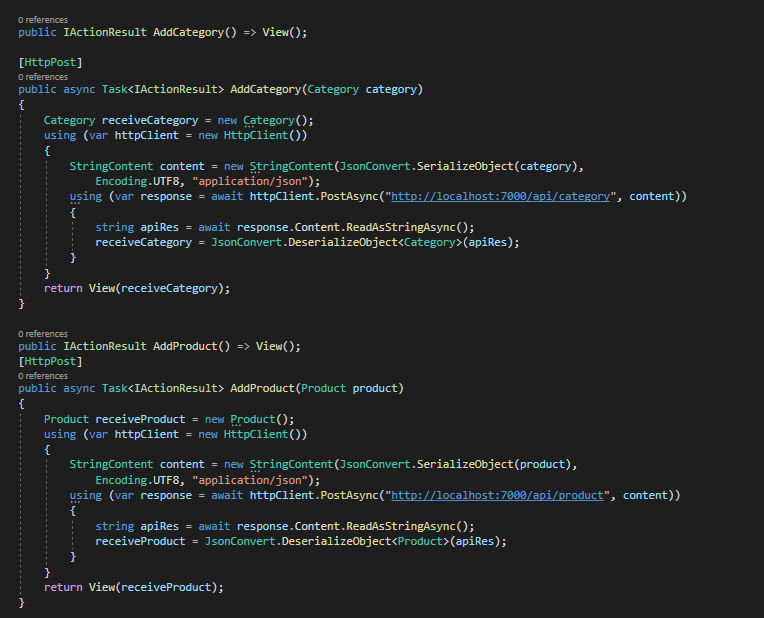 0 references
public IActionResult AddCategory() => View();
[HttpPost]
0 references
public async Task<IActionResult> AddCategory(Category category)
{
Category receiveCategory = new Category();
using (var httpClient = new HttpClient())
{
StringContent content = new StringContent(JsonConvert.SerializeObject(category),
Encoding.UTF8, "application/json");
using (var response = await httpClient.PostAsync("http://localhost:7000/api/category", content))
{
string apiRes = await response.Content.ReadAsStringAsync();
receiveCategory = JsonConvert.DeserializeObject<Category>(apiRes);
}
}
return View(receiveCategory);
}
0 references
public IActionResult AddProduct() => View();
[HttpPost]
0 references
public async Task<IActionResult> AddProduct(Product product)
{
Product receiveProduct = new Product();
using (var httpClient = new HttpClient())
{
StringContent content = new StringContent(JsonConvert.SerializeObject(product),
Encoding.UTF8, "application/json");
using (var response = await httpClient.PostAsync("http://localhost:7000/api/product", content))
{
string apiRes = await response.Content.ReadAsStringAsync();
receiveProduct = JsonConvert.DeserializeObject<Product>(apiRes);
}
}
return View(receiveProduct);
}